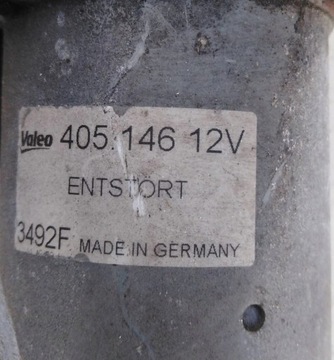 Valeo 405.146 12V
ENTSTÖRT
3492F MADE IN GERMANY